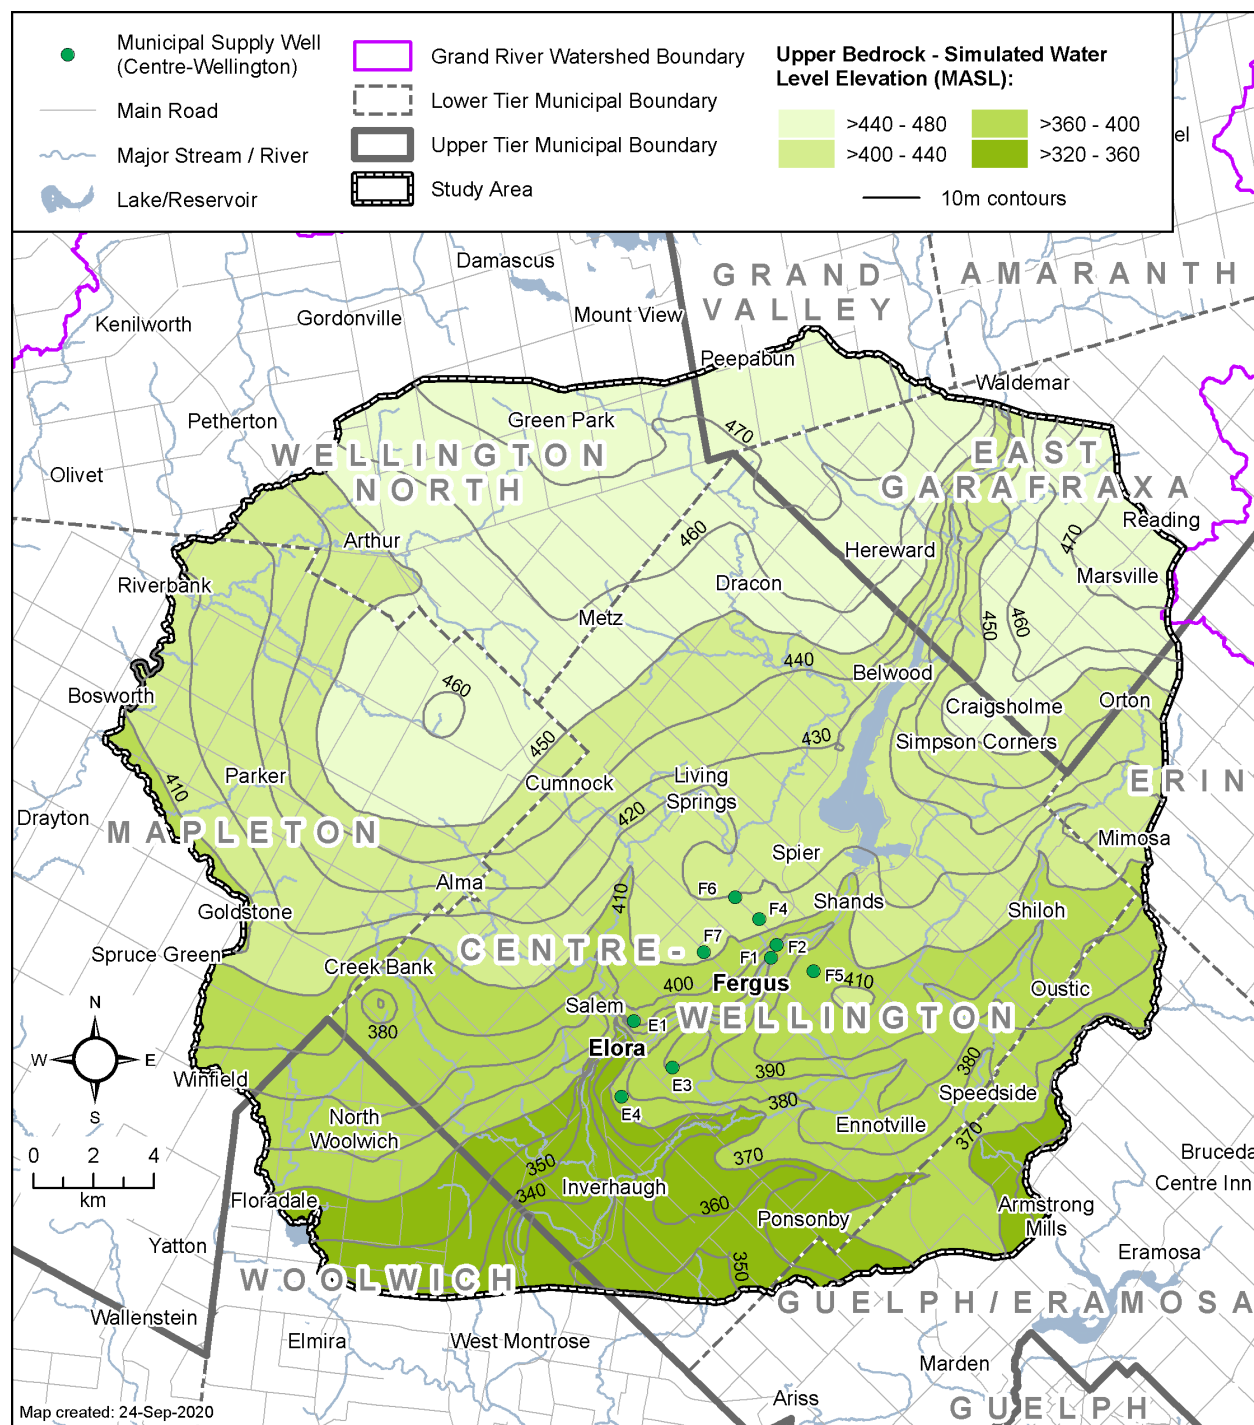 Municipal Supply Well
(Centre-Wellington)
Main Road
Major Stream / River
Lake/Reservoir
Grand River Watershed Boundary
Lower Tier Municipal Boundary
Upper Tier Municipal Boundary
Study Area
Upper Bedrock - Simulated Water
Level Elevation (MASL):
>440 - 480
>360 - 400
>400 - 440
>320 - 360
10m contours
el
Damascus
GRAND
VALLEY
AMARANTH
Kenilworth
Gordonville
Mount View
Peepabun
Waldemar
Petherton
Green Park
470
WELLINGTON
NORTH
EAST
GARAFRAXA
Olivet
Reading
Arthur
460
470
Hereward
Riverbank
Dracon
Marsville
Metz
450
460
440
Belwood
Bosworth
460
Craigsholme
Orton
450
430
Simpson Corners
Parker
410
Cumnock
Living
Springs
ERIN
Drayton
420
MAPLETON
Mimosa
Spier
Alma
F6
410
Shands
Goldstone
F4
Shiloh
Spruce Green
CENTRE-
F7
F2
F1
Creek Bank
Fergus
F5
410
400
Oustic
N
Salem
E1
WELLINGTON
380
W
E
Elora
S
E3
390
380
Winfield
E4
380
Speedside
North
Woolwich
Ennotville
370
0 2 4
km
350
370
Bruceda
Centre Inn
340
Inverhaugh
360
Floradale
Armstrong
Mills
Ponsonby
Yatton
Eramosa
350
WOOLWICH
GUELPH/ERAMOSA
Wallenstein
Elmira
West Montrose
Marden
Ariss
GUELPH
Map created: 24-Sep-2020